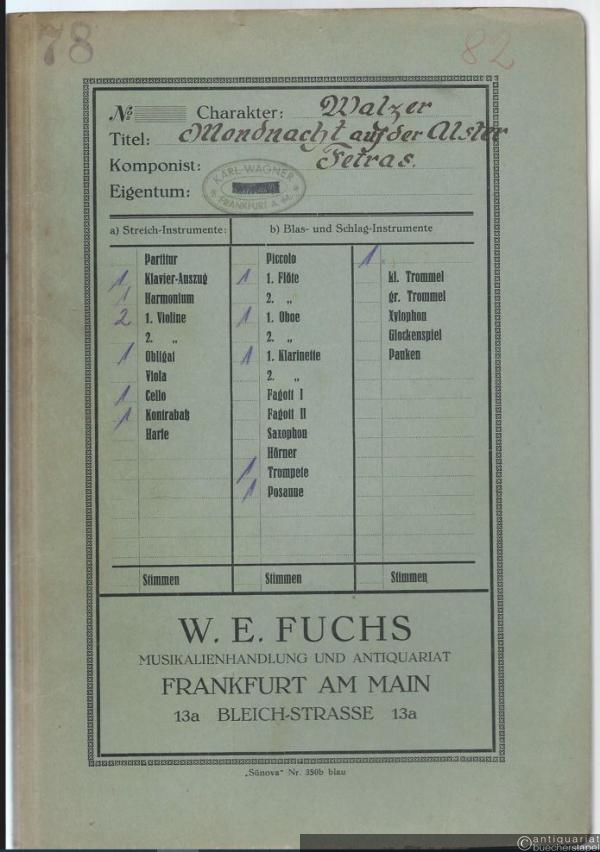 78
82
№ Charakter: Walzer
Titel: Mondnacht auf der Alster
Komponist: Fetras.
Eigentum: KARL WAGNER FRANKFURT A. M.
a) Streich-Instrumente: b) Blas- und Schlag-Instrumente
Partitur
1 Klavier-Auszug
1 Harmonium
2 1. Violine
2. „
1 Obligat
Viola
1 Cello
1 Kontrabaß
Harfe
Stimmen
Piccolo
1 1. Flöte
2. „
1 1. Oboe
2. „
1 1. Klarinette
2. „
Fagott I
Fagott II
Saxophon
Hörner
1 Trompete
1 Posaune
Stimmen
1
kl. Trommel
gr. Trommel
Xylophon
Glockenspiel
Pauken
Stimmen
W. E. FUCHS
MUSIKALIENHANDLUNG UND ANTIQUARIAT
FRANKFURT AM MAIN
13a BLEICH-STRASSE 13a
„Sünova" Nr. 350b blau
antiquariat
buecherstapel